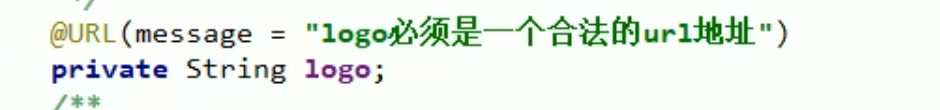 */
@URL(message = "logo必须是一个合法的url地址")
private String logo;
/**